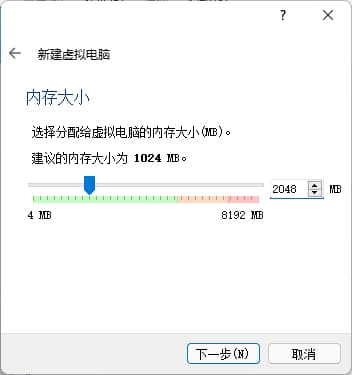 ?
新建虚拟电脑
内存大小
选择分配给虚拟电脑的内存大小(MB)。
建议的内存大小为 1024 MB。
2048 MB
4 MB 8192 MB
下一步(N) 取消